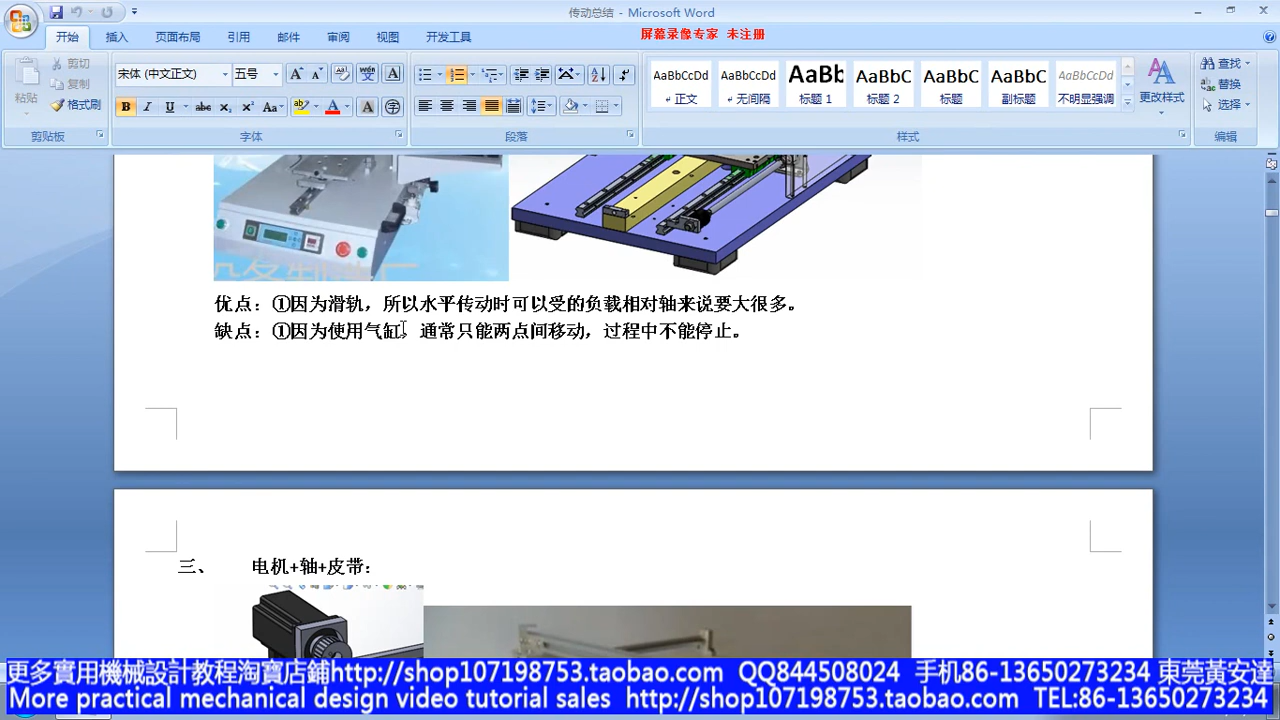 传动总结 - Microsoft Word
屏幕录像专家 未注册
开始 插入 页面布局 引用 邮件 审阅 视图 开发工具
剪切
复制
粘贴 格式刷
剪贴板
宋体 (中文正文) 五号
字体
段落
AaBbCcDd AaBbCcDd AaBb AaBbC AaBbC AaBbC AaBbCcDd
正文 无间隔 标题 1 标题 2 标题 副标题 不明显强调
更改样式
样式
查找
替换
选择
编辑
优点：①因为滑轨，所以水平传动时可以受的负载相对轴来说要大很多。
缺点：①因为使用气缸，通常只能两点间移动，过程中不能停止。
三、 电机+轴+皮带：
更多實用機械設計教程淘寶店鋪http://shop107198753.taobao.com QQ844508024 手机86-13650273234 東莞黃安達
More practical mechanical design video tutorial sales http://shop107198753.taobao.com TEL:86-13650273234